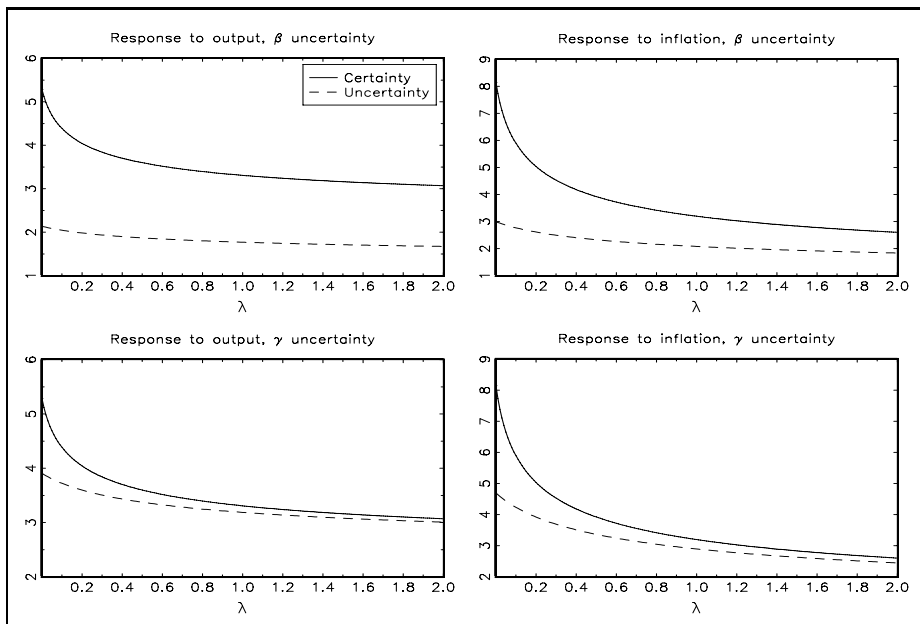 Response to output, β uncertainty
6
5
4
3
2
1
Certainty
Uncertainty
0.2 0.4 0.6 0.8 1.0 1.2 1.4 1.6 1.8 2.0
λ
Response to inflation, β uncertainty
9
8
7
6
5
4
3
2
1
0.2 0.4 0.6 0.8 1.0 1.2 1.4 1.6 1.8 2.0
λ
Response to output, γ uncertainty
6
5
4
3
2
0.2 0.4 0.6 0.8 1.0 1.2 1.4 1.6 1.8 2.0
λ
Response to inflation, γ uncertainty
9
8
7
6
5
4
3
2
0.2 0.4 0.6 0.8 1.0 1.2 1.4 1.6 1.8 2.0
λ